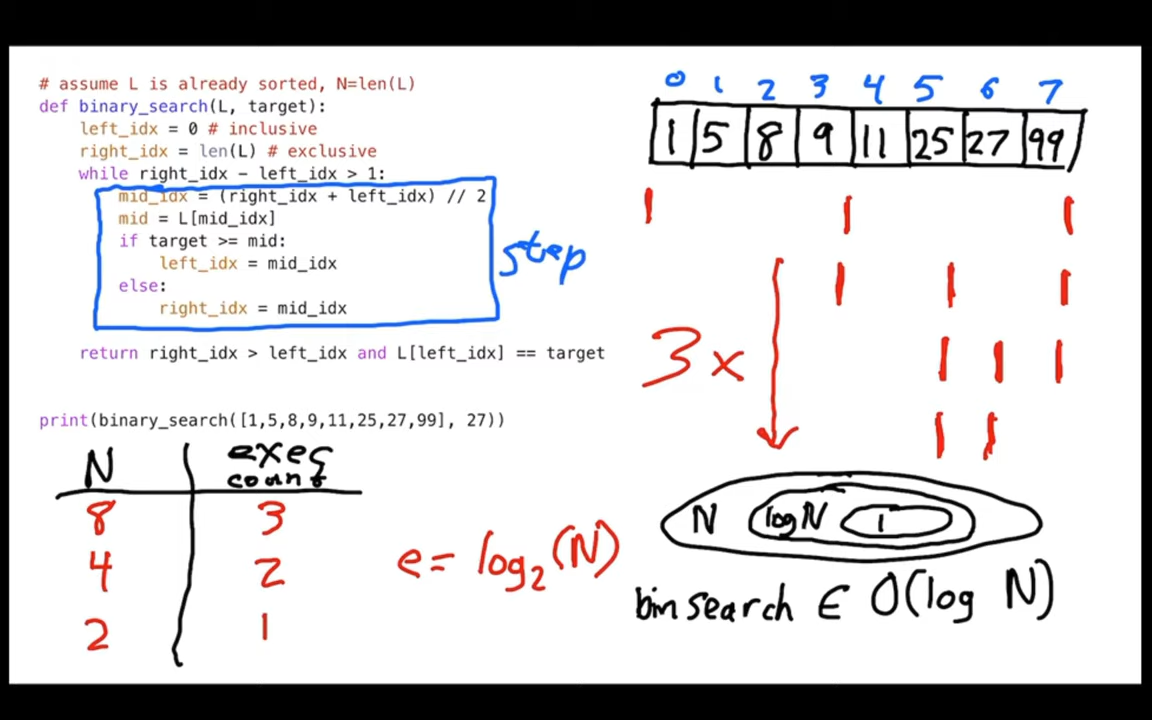 # assume L is already sorted, N=len(L)
def binary_search(L, target):
    left_idx = 0 # inclusive
    right_idx = len(L) # exclusive
    while right_idx - left_idx > 1:
        mid_idx = (right_idx + left_idx) // 2
        mid = L[mid_idx]
        if target >= mid:
            left_idx = mid_idx
        else:
            right_idx = mid_idx
    return right_idx > left_idx and L[left_idx] == target
print(binary_search([1,5,8,9,11,25,27,99], 27))
step
N exec
count
8 3
4 2
2 1
e = log₂(N)
0 1 2 3 4 5 6 7
1 5 8 9 11 25 27 99
3x
N log N 1
binsearch ∈ O(log N)